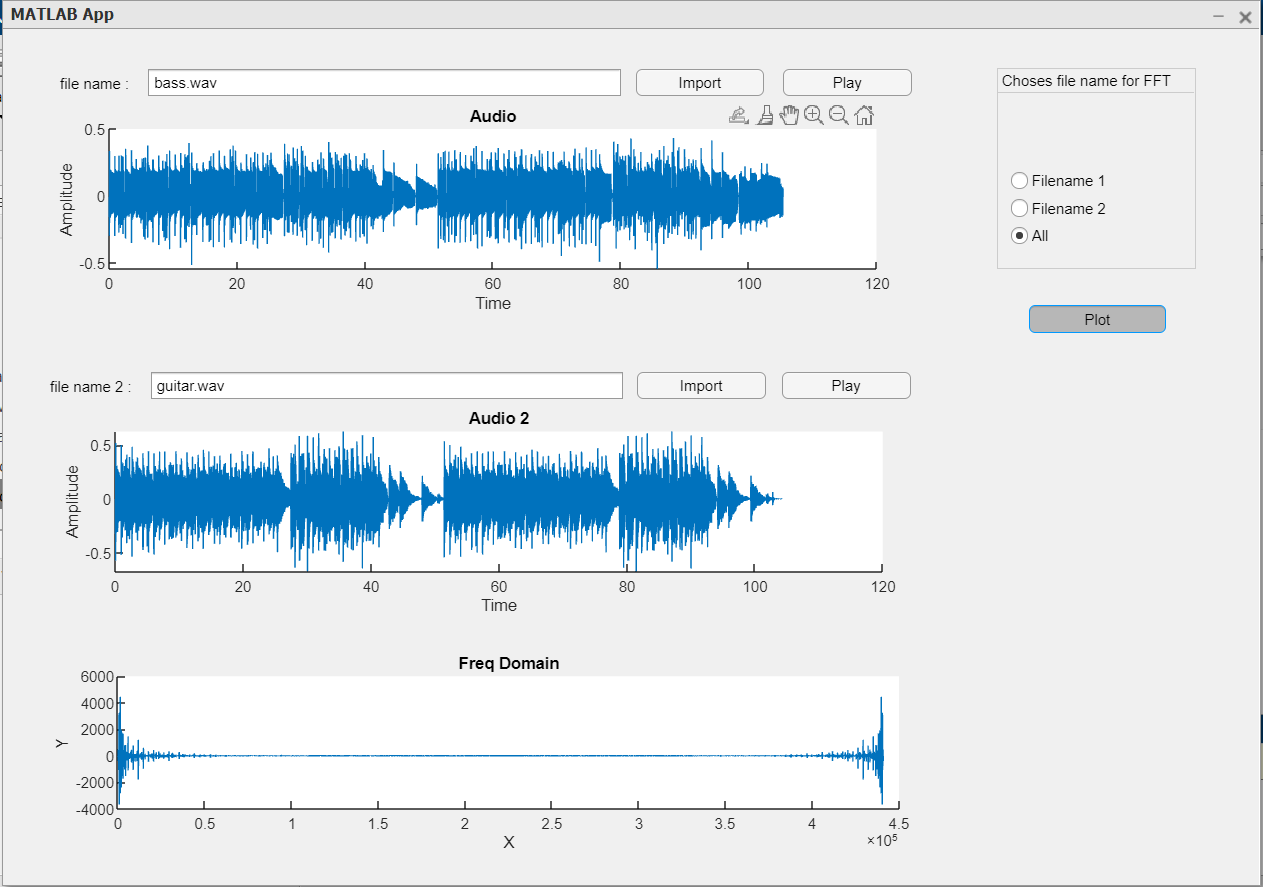 MATLAB App
file name :
bass.wav
Import
Play
Choses file name for FFT
Audio
0.5
0
-0.5
Amplitude
0 20 40 60 80 100 120
Time
Filename 1
Filename 2
All
Plot
file name 2 :
guitar.wav
Import
Play
Audio 2
0.5
0
-0.5
Amplitude
0 20 40 60 80 100 120
Time
Freq Domain
6000
4000
2000
0
-2000
-4000
Y
0 0.5 1 1.5 2 2.5 3 3.5 4 4.5
×10⁵
X